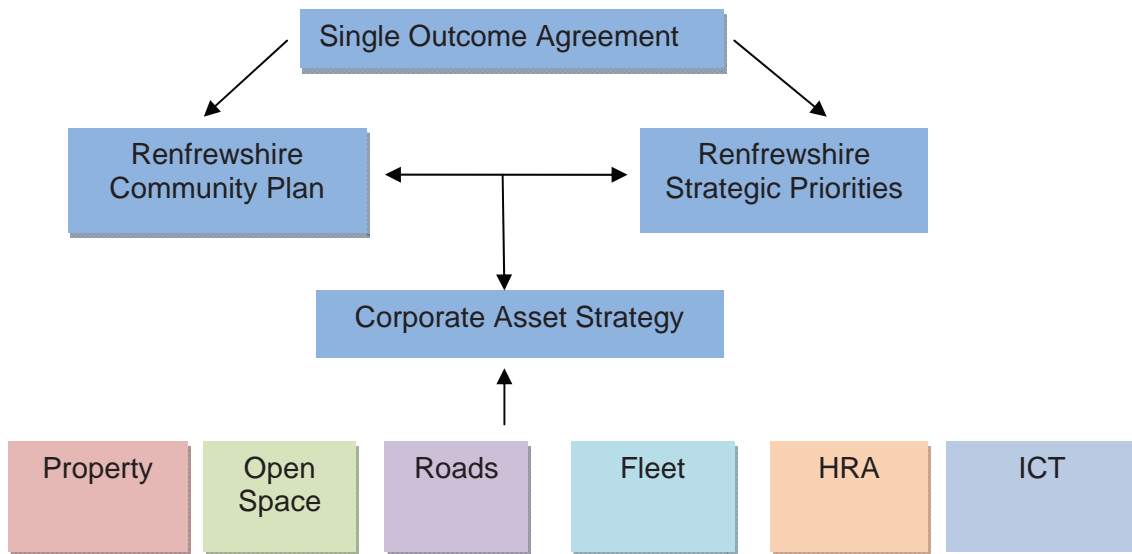 Single Outcome Agreement
Renfrewshire
Community Plan
Renfrewshire
Strategic Priorities
Corporate Asset Strategy
Property
Open
Space
Roads
Fleet
HRA
ICT